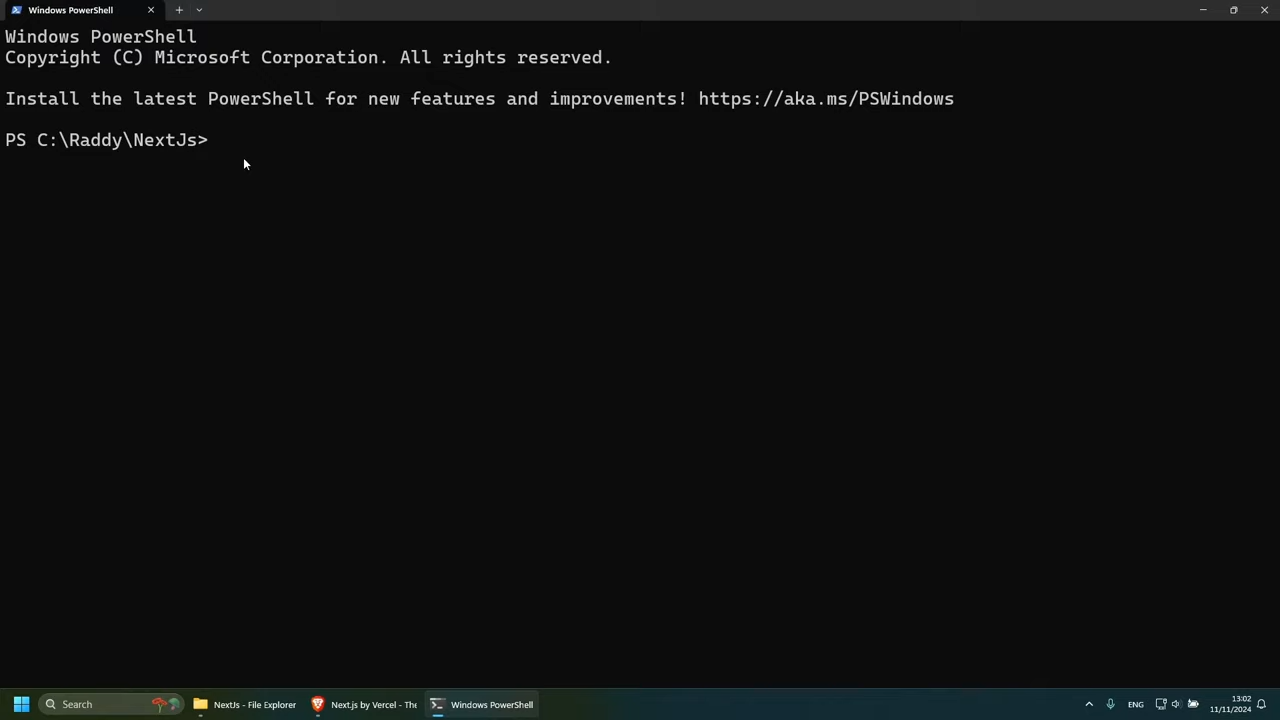 Windows PowerShell
Windows PowerShell
Copyright (C) Microsoft Corporation. All rights reserved.
Install the latest PowerShell for new features and improvements! https://aka.ms/PSWindows
PS C:\Raddy\NextJs>
Search
NextJs - File Explorer
Next.js by Vercel - The
Windows PowerShell
ENG
13:02
11/11/2024